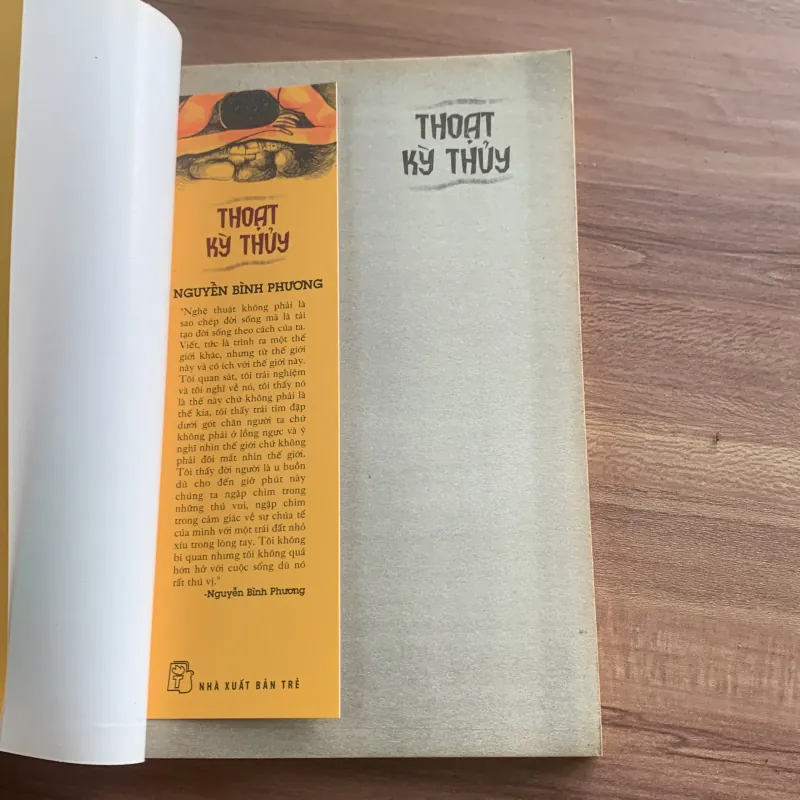 THOẠT
KỲ THỦY
NGUYỄN BÌNH PHƯƠNG
"Nghệ thuật không phải là
sao chép đời sống mà là tái
tạo đời sống theo cách của ta.
Viết, tức là trình ra một thế
giới khác, nhưng từ thế giới
này và có ích với thế giới này.
Tôi quan sát, tôi trải nghiệm
và tôi nghĩ về nó, tôi thấy nó
là thế này chứ không phải là
thế kia, tôi thấy trái tim đập
dưới gót chân người ta chứ
không phải ở lồng ngực và ý
nghĩ nhìn thế giới chứ không
phải đôi mắt nhìn thế giới.
Tôi thấy đời người là u buồn
dù cho đến giờ phút này
chúng ta ngập chìm trong
những thú vui, ngập chìm
trong cảm giác về sự chúa tể
của mình với một trái đất nhỏ
xíu trong lòng tay. Tôi không
bi quan nhưng tôi không quá
hớn hở với cuộc sống dù nó
rất thú vị."
-Nguyễn Bình Phương
NHÀ XUẤT BẢN TRẺ
THOẠT
KỲ THỦY